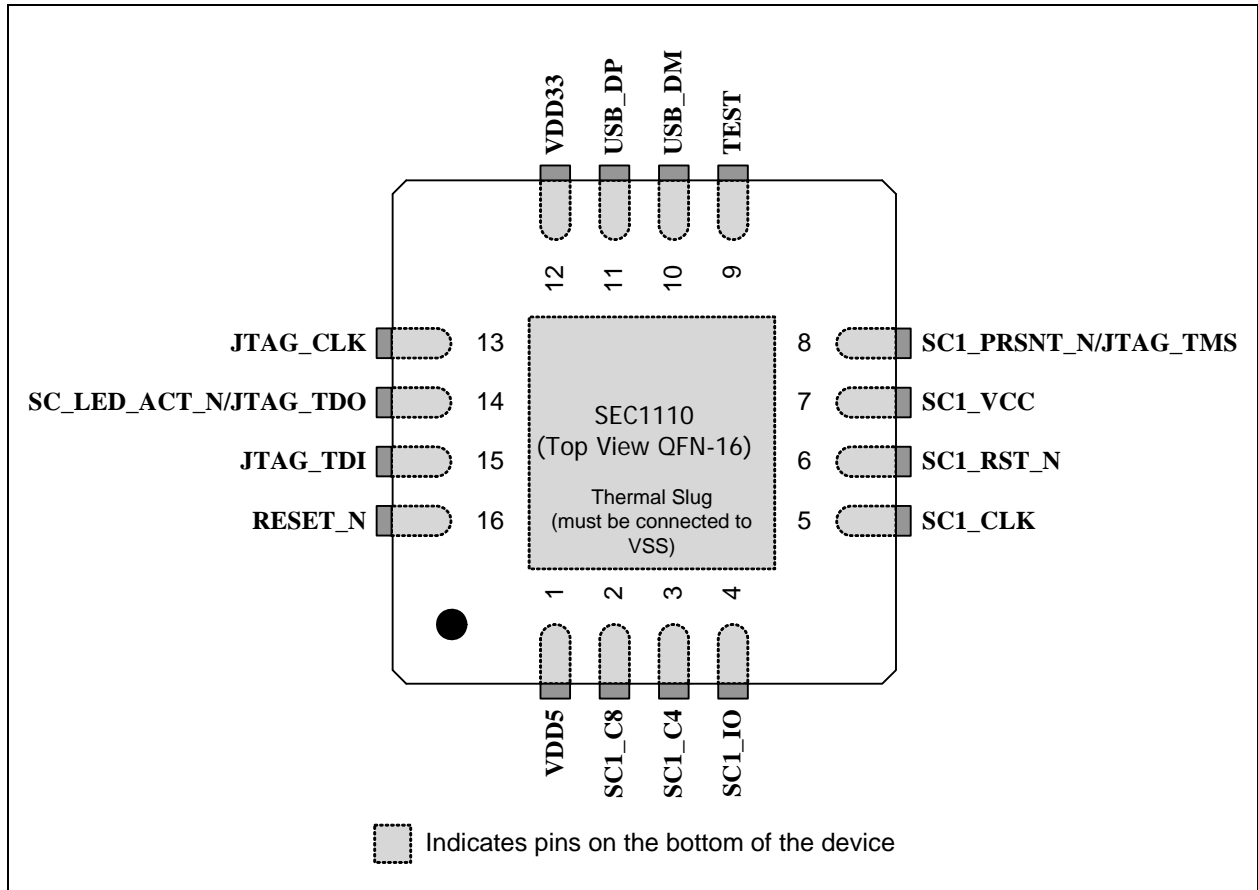 VDD33
USB_DP
USB_DM
TEST
12
11
10
9
JTAG_CLK
13
SC_LED_ACT_N/JTAG_TDO
14
JTAG_TDI
15
RESET_N
16
SEC1110
(Top View QFN-16)
Thermal Slug
(must be connected to
VSS)
8
SC1_PRSNT_N/JTAG_TMS
7
SC1_VCC
6
SC1_RST_N
5
SC1_CLK
1
2
3
4
VDD5
SC1_C8
SC1_C4
SC1_IO
Indicates pins on the bottom of the device